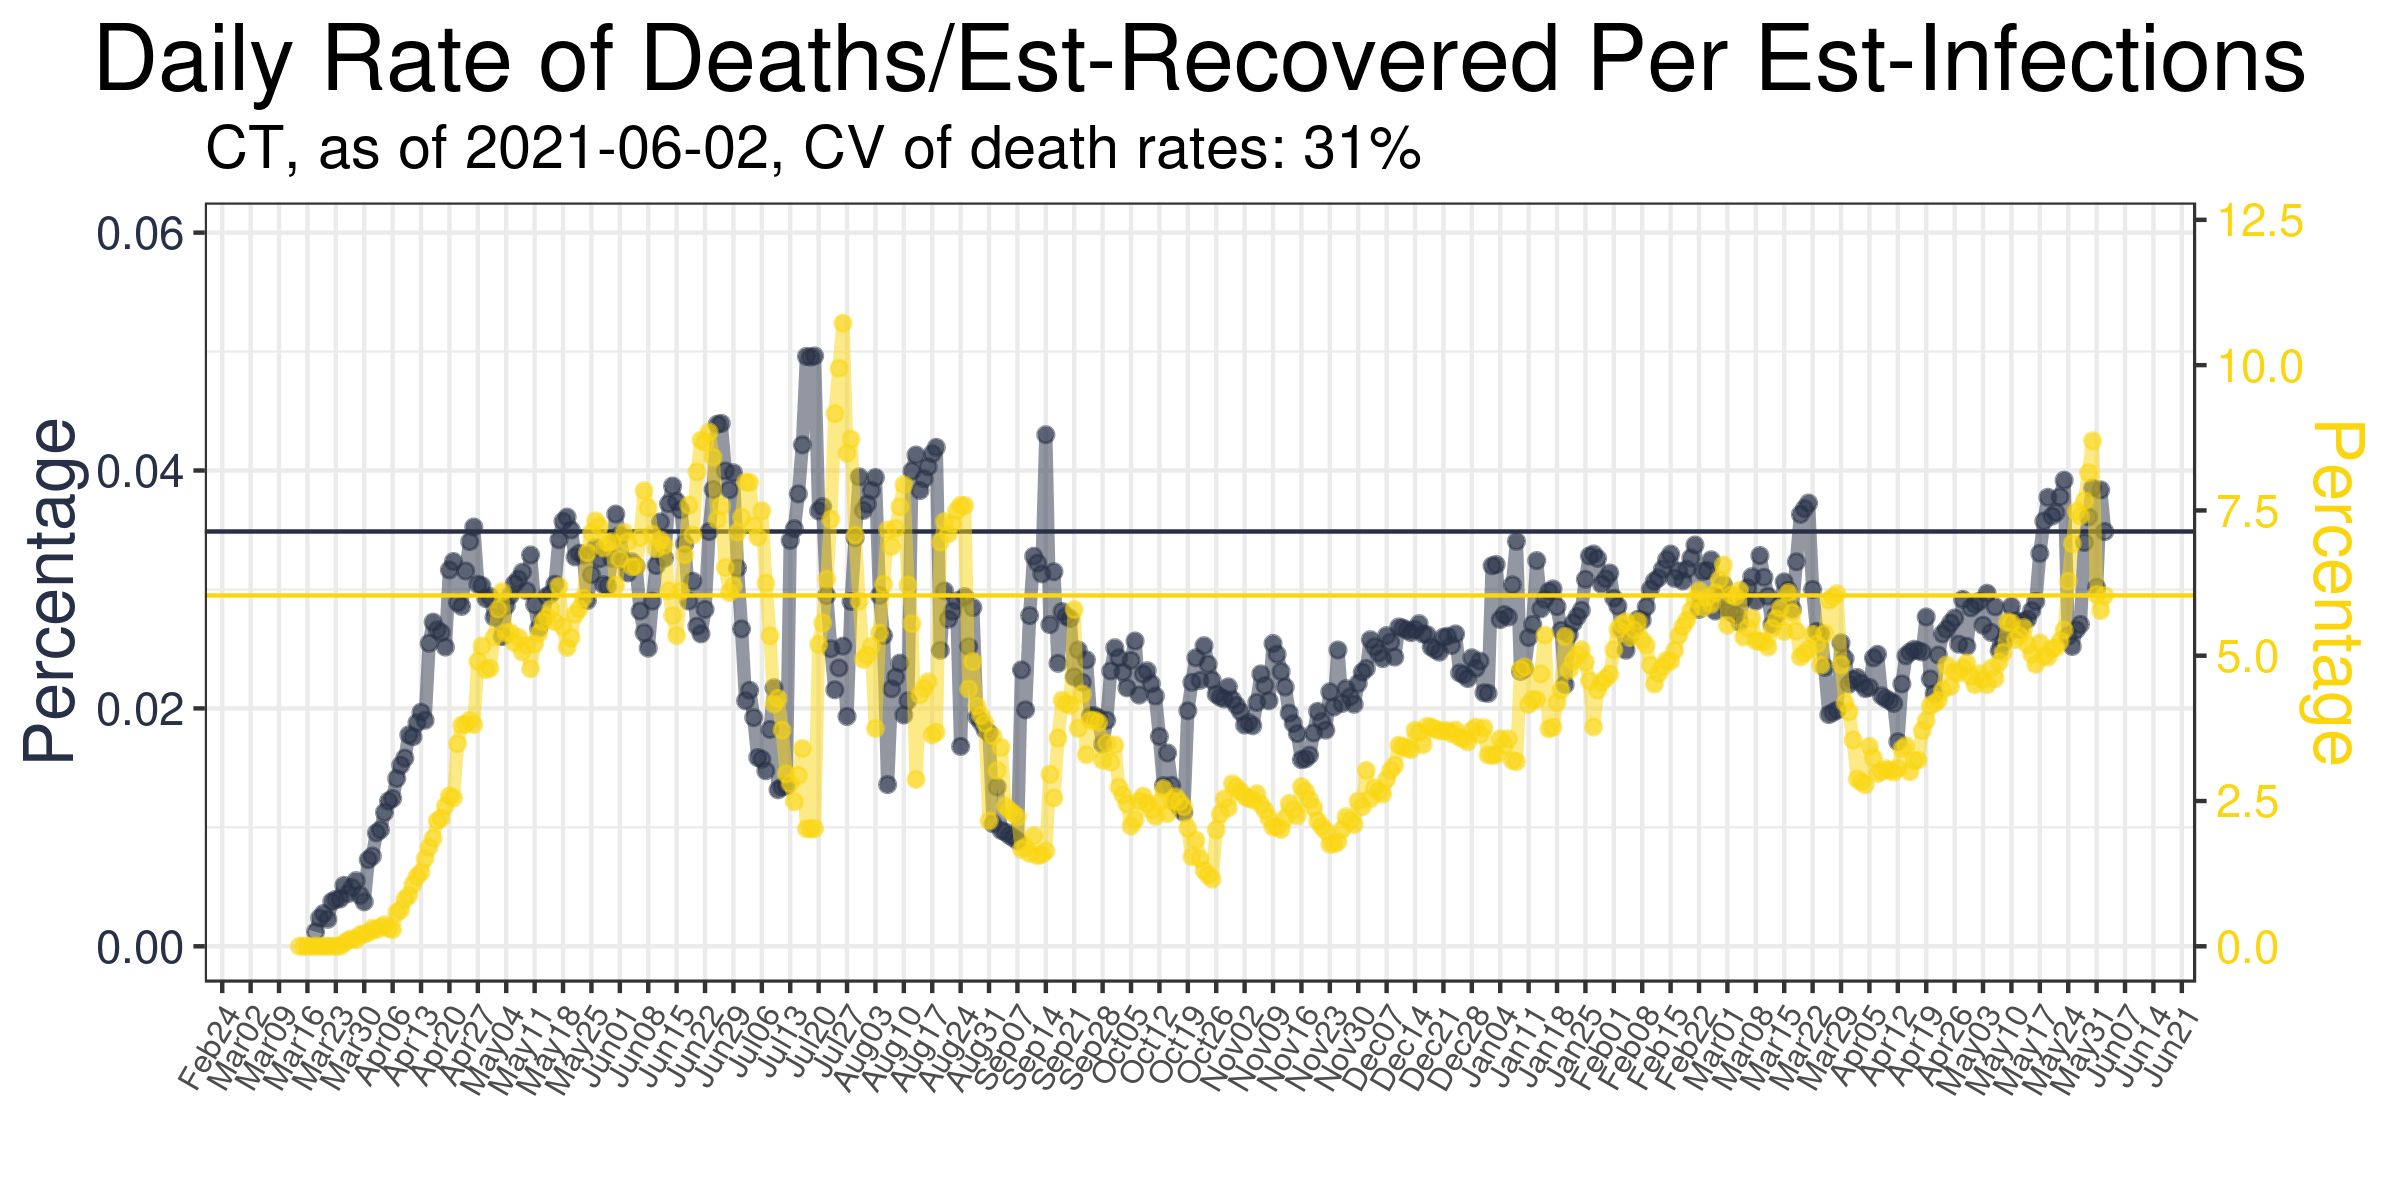 Daily Rate of Deaths/Est-Recovered Per Est-Infections
CT, as of 2021-06-02, CV of death rates: 31%
Percentage
0.06
0.04
0.02
0.00
12.5
10.0
7.5
5.0
2.5
0.0
Percentage
Feb24
Mar02
Mar09
Mar16
Mar23
Mar30
Apr06
Apr13
Apr20
Apr27
May04
May11
May18
May25
Jun01
Jun08
Jun15
Jun22
Jun29
Jul06
Jul13
Jul20
Jul27
Aug03
Aug10
Aug17
Aug24
Aug31
Sep07
Sep14
Sep21
Sep28
Oct05
Oct12
Oct19
Oct26
Nov02
Nov09
Nov16
Nov23
Nov30
Dec07
Dec14
Dec21
Dec28
Jan04
Jan11
Jan18
Jan25
Feb01
Feb08
Feb15
Feb22
Mar01
Mar08
Mar15
Mar22
Mar29
Apr05
Apr12
Apr19
Apr26
May03
May10
May17
May24
May31
Jun07
Jun14
Jun21